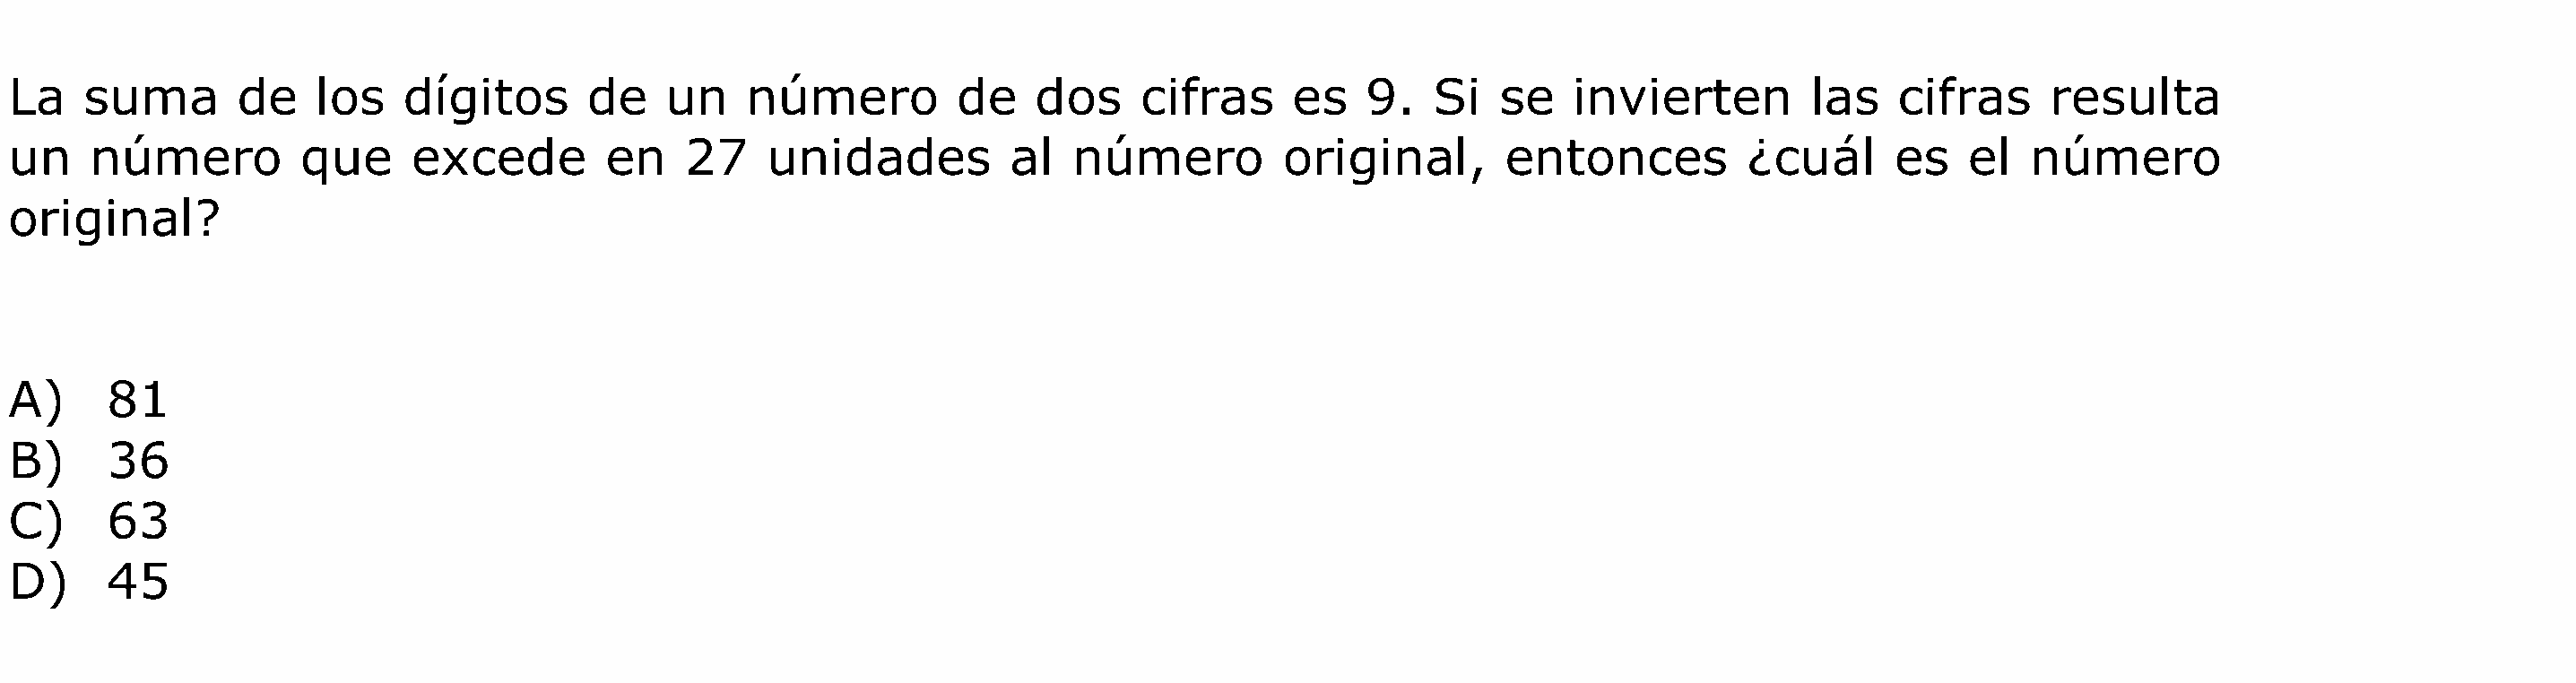 La suma de los dígitos de un número de dos cifras es 9. Si se invierten las cifras resulta
un número que excede en 27 unidades al número original, entonces ¿cuál es el número
original?
A) 81
B) 36
C) 63
D) 45